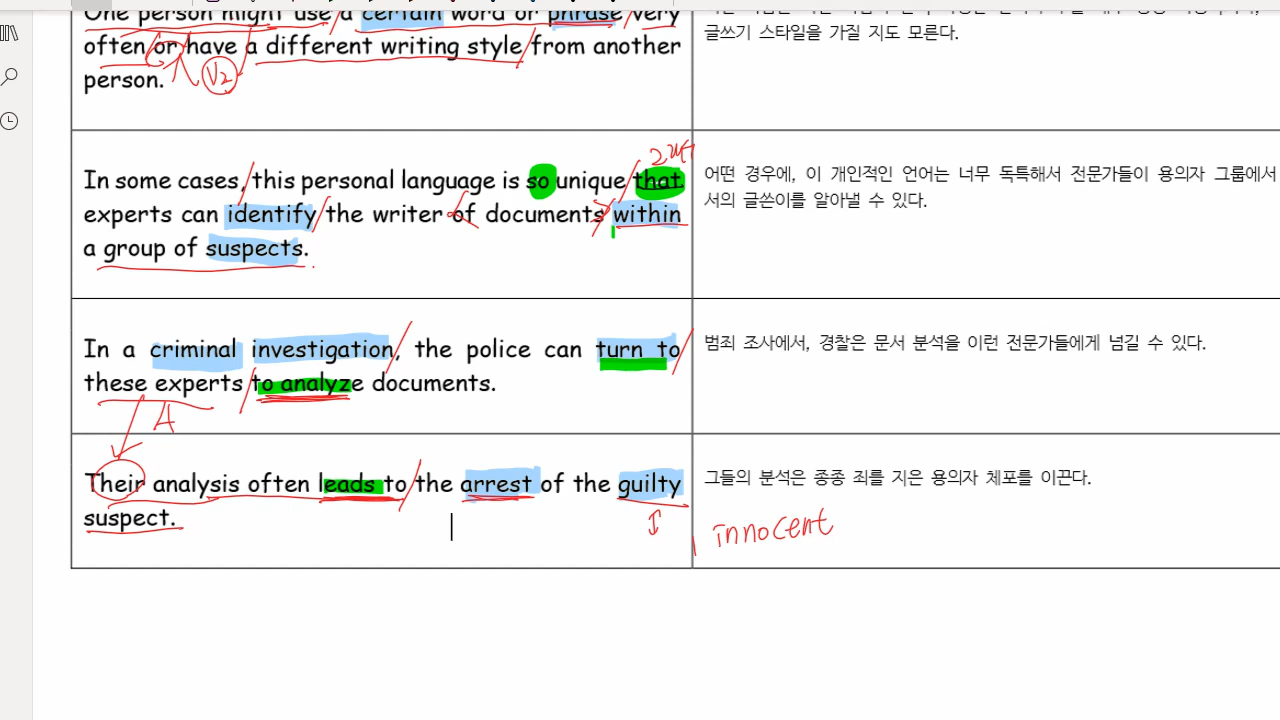 One person might use a certain word or phrase very
often or have a different writing style from another
person.
V2
글쓰기 스타일을 가질 지도 모른다.
In some cases, this personal language is so unique that
experts can identify the writer of documents within
a group of suspects.
어떤 경우에, 이 개인적인 언어는 너무 독특해서 전문가들이 용의자 그룹에서
서의 글쓴이를 알아낼 수 있다.
In a criminal investigation, the police can turn to
these experts to analyze documents.
A
범죄 조사에서, 경찰은 문서 분석을 이런 전문가들에게 넘길 수 있다.
Their analysis often leads to the arrest of the guilty
suspect.
그들의 분석은 종종 죄를 지은 용의자 체포를 이끈다.
innocent